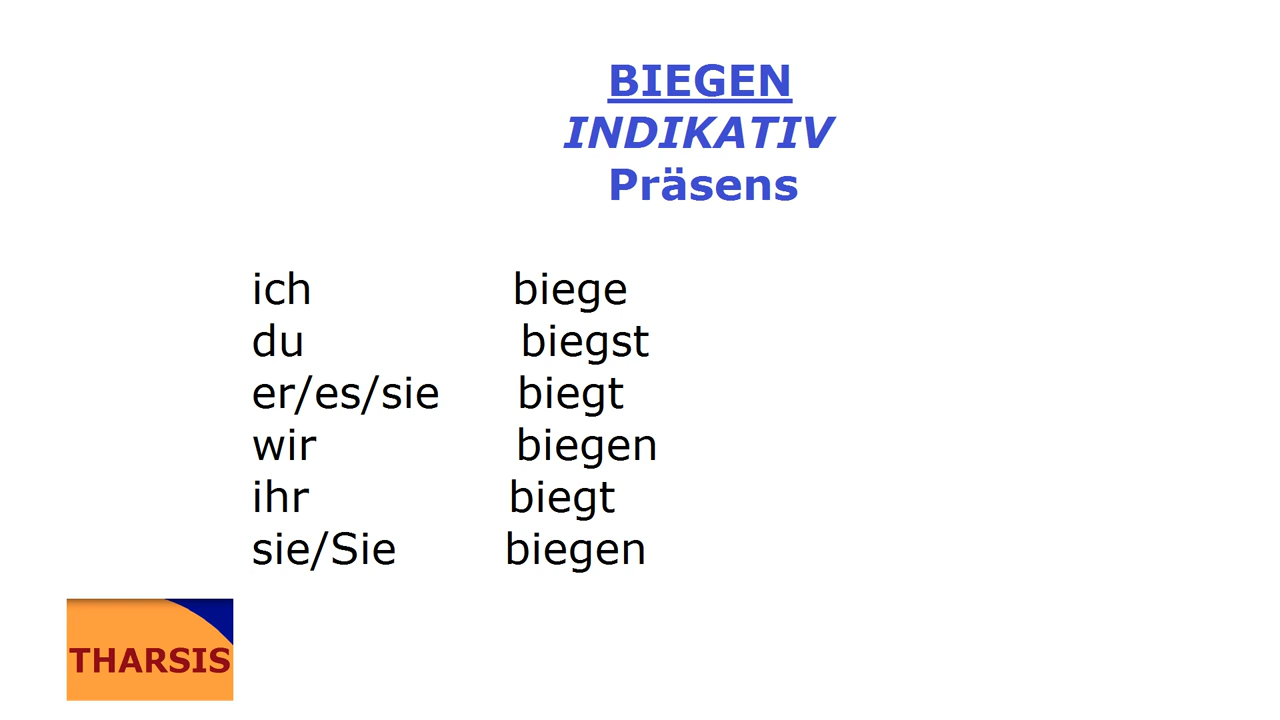 BIEGEN
INDIKATIV
Präsens
ich biege
du biegst
er/es/sie biegt
wir biegen
ihr biegt
sie/Sie biegen
THARSIS